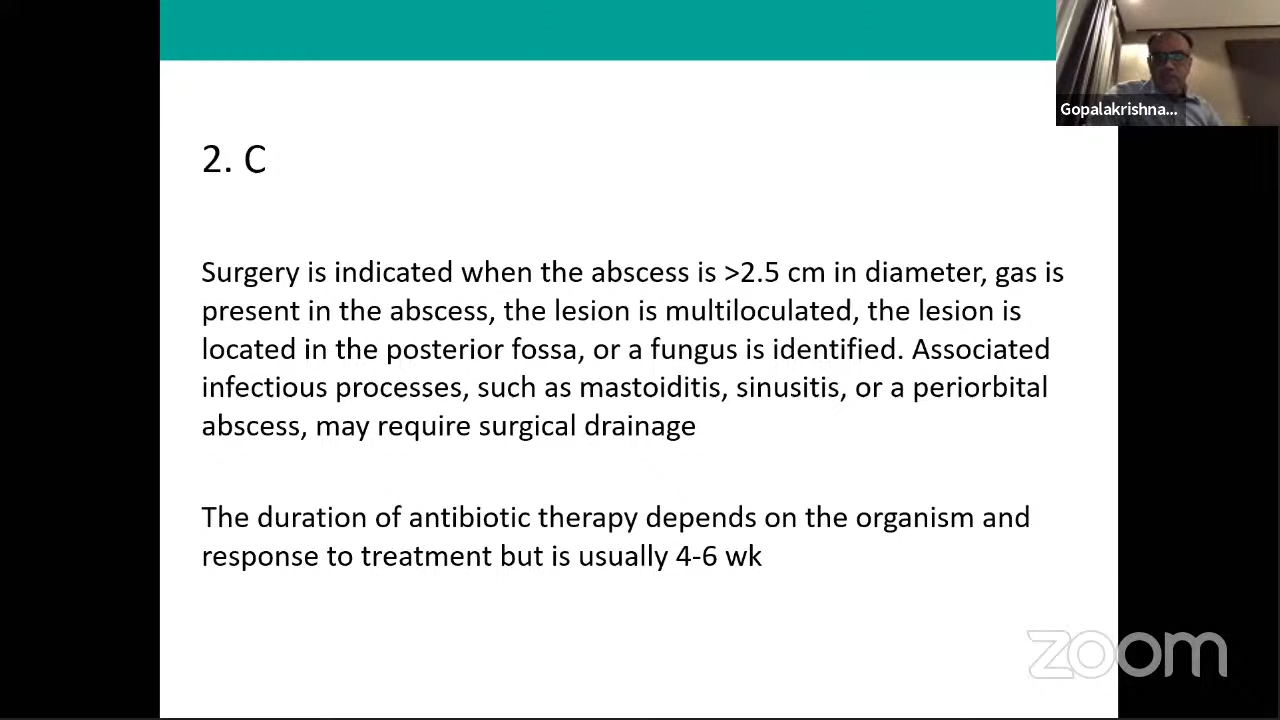 Gopalakrishna...
2. C
Surgery is indicated when the abscess is >2.5 cm in diameter, gas is
present in the abscess, the lesion is multiloculated, the lesion is
located in the posterior fossa, or a fungus is identified. Associated
infectious processes, such as mastoiditis, sinusitis, or a periorbital
abscess, may require surgical drainage
The duration of antibiotic therapy depends on the organism and
response to treatment but is usually 4-6 wk
zoom